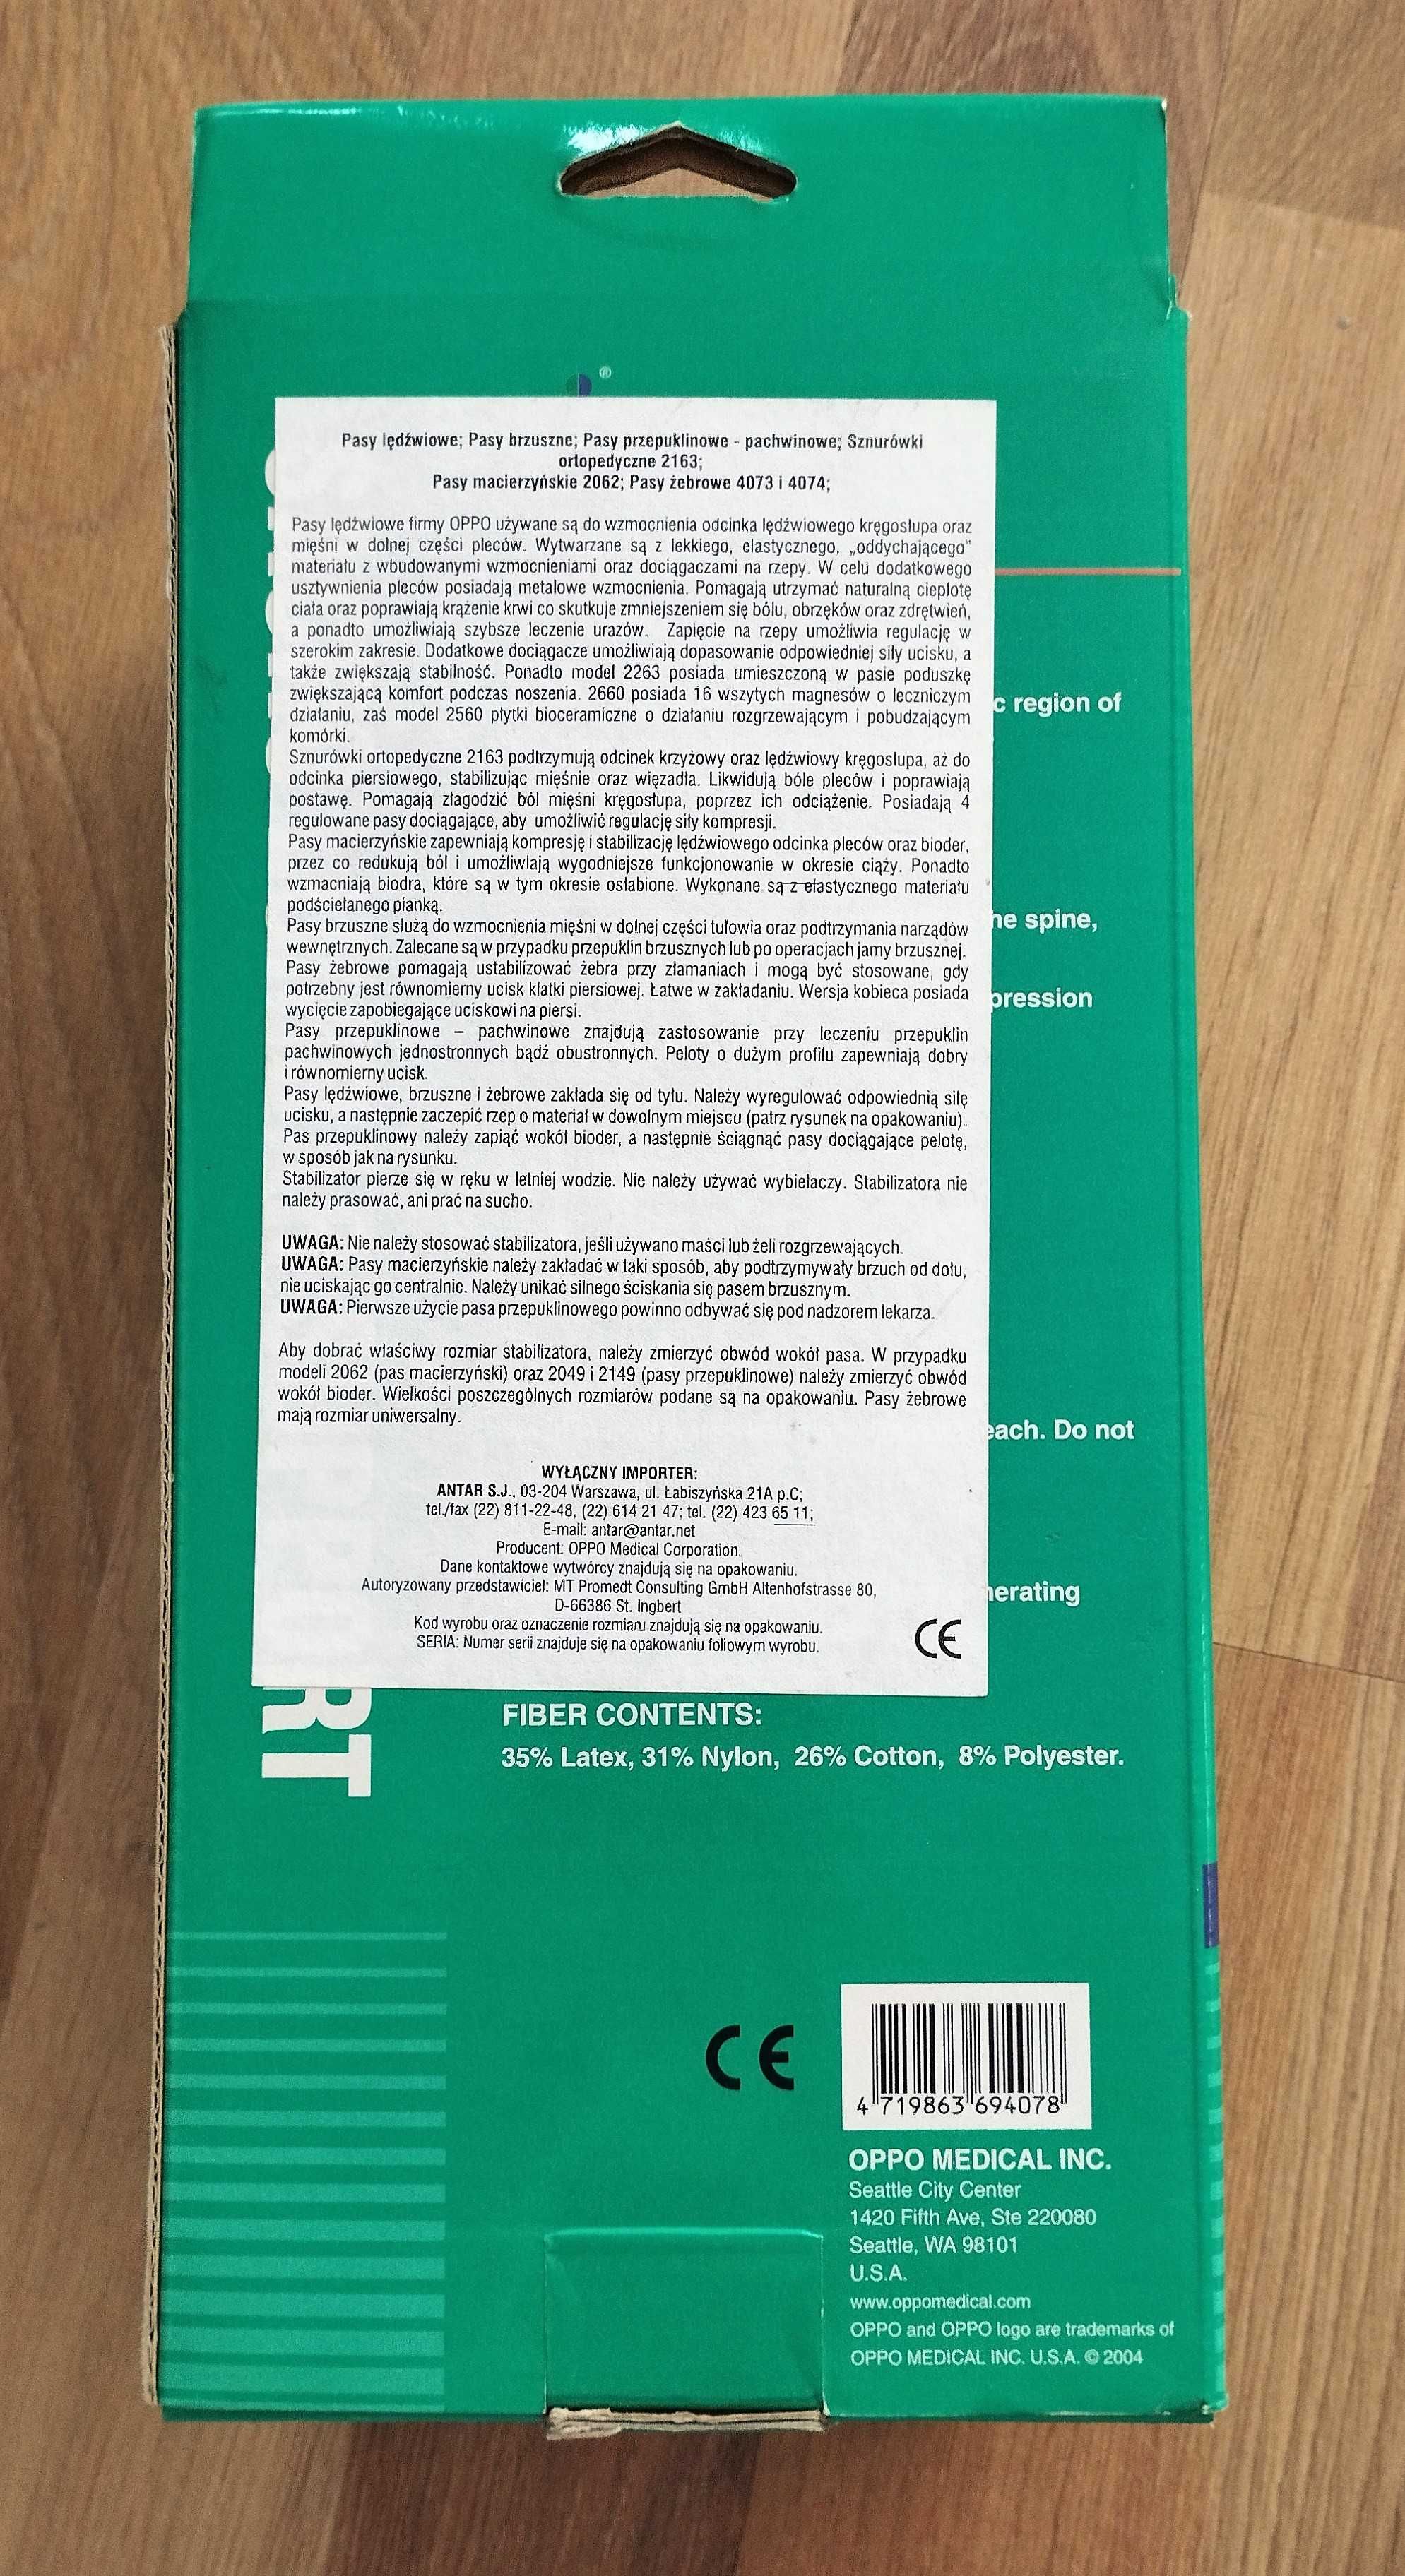 ®
Pasy lędźwiowe; Pasy brzuszne; Pasy przepuklinowe - pachwinowe; Sznurówki
ortopedyczne 2163;
Pasy macierzyńskie 2062; Pasy żebrowe 4073 i 4074;
Pasy lędźwiowe firmy OPPO używane są do wzmocnienia odcinka lędźwiowego kręgosłupa oraz
mięśni w dolnej części pleców. Wytwarzane są z lekkiego, elastycznego, „oddychającego"
materiału z wbudowanymi wzmocnieniami oraz dociągaczami na rzepy. W celu dodatkowego
usztywnienia pleców posiadają metalowe wzmocnienia. Pomagają utrzymać naturalną ciepłotę
ciała oraz poprawiają krążenie krwi co skutkuje zmniejszeniem się bólu, obrzęków oraz zdrętwień,
a ponadto umożliwiają szybsze leczenie urazów. Zapięcie na rzepy umożliwia regulację w
szerokim zakresie. Dodatkowe dociągacze umożliwiają dopasowanie odpowiedniej siły ucisku, a
także zwiększają stabilność. Ponadto model 2263 posiada umieszczoną w pasie poduszkę
zwiększającą komfort podczas noszenia. 2660 posiada 16 wszytych magnesów o leczniczym
działaniu, zaś model 2560 płytki bioceramiczne o działaniu rozgrzewającym i pobudzającym
komórki.
Sznurówki ortopedyczne 2163 podtrzymują odcinek krzyżowy oraz lędźwiowy kręgosłupa, aż do
odcinka piersiowego, stabilizując mięśnie oraz więzadła. Likwidują bóle pleców i poprawiają
postawę. Pomagają złagodzić ból mięśni kręgosłupa, poprzez ich odciążenie. Posiadają 4
regulowane pasy dociągające, aby umożliwić regulację siły kompresji.
Pasy macierzyńskie zapewniają kompresję i stabilizację lędźwiowego odcinka pleców oraz bioder,
przez co redukują ból i umożliwiają wygodniejsze funkcjonowanie w okresie ciąży. Ponadto
wzmacniają biodra, które są w tym okresie osłabione. Wykonane są z elastycznego materiału
podściełanego pianką.
Pasy brzuszne służą do wzmocnienia mięśni w dolnej części tułowia oraz podtrzymania narządów
wewnętrznych. Zalecane są w przypadku przepuklin brzusznych lub po operacjach jamy brzusznej.
Pasy żebrowe pomagają ustabilizować żebra przy złamaniach i mogą być stosowane, gdy
potrzebny jest równomierny ucisk klatki piersiowej. Łatwe w zakładaniu. Wersja kobieca posiada
wycięcie zapobiegające uciskowi na piersi.
Pasy przepuklinowe – pachwinowe znajdują zastosowanie przy leczeniu przepuklin
pachwinowych jednostronnych bądź obustronnych. Peloty o dużym profilu zapewniają dobry
i równomierny ucisk.
Pasy lędźwiowe, brzuszne i żebrowe zakłada się od tyłu. Należy wyregulować odpowiednią siłę
ucisku, a następnie zaczepić rzep o materiał w dowolnym miejscu (patrz rysunek na opakowaniu).
Pas przepuklinowy należy zapiąć wokół bioder, a następnie ściągnąć pasy dociągające pelotę,
w sposób jak na rysunku.
Stabilizator pierze się w ręku w letniej wodzie. Nie należy używać wybielaczy. Stabilizatora nie
należy prasować, ani prać na sucho.
UWAGA: Nie należy stosować stabilizatora, jeśli używano maści lub żeli rozgrzewających.
UWAGA: Pasy macierzyńskie należy zakładać w taki sposób, aby podtrzymywały brzuch od dołu,
nie uciskając go centralnie. Należy unikać silnego ściskania się pasem brzusznym.
UWAGA: Pierwsze użycie pasa przepuklinowego powinno odbywać się pod nadzorem lekarza.
Aby dobrać właściwy rozmiar stabilizatora, należy zmierzyć obwód wokół pasa. W przypadku
modeli 2062 (pas macierzyński) oraz 2049 i 2149 (pasy przepuklinowe) należy zmierzyć obwód
wokół bioder. Wielkości poszczególnych rozmiarów podane są na opakowaniu. Pasy żebrowe
mają rozmiar uniwersalny.
WYŁĄCZNY IMPORTER:
ANTAR S.J., 03-204 Warszawa, ul. Łabiszyńska 21A p.C;
tel./fax (22) 811-22-48, (22) 614 21 47; tel. (22) 423 65 11;
E-mail: antar@antar.net
Producent: OPPO Medical Corporation.
Dane kontaktowe wytwórcy znajdują się na opakowaniu.
Autoryzowany przedstawiciel: MT Promedt Consulting GmbH Altenhofstrasse 80,
D-66386 St. Ingbert
Kod wyrobu oraz oznaczenie rozmiaru znajdują się na opakowaniu.
SERIA: Numer serii znajduje się na opakowaniu foliowym wyrobu.
CE
c region of
he spine,
pression
each. Do not
nerating
RT
FIBER CONTENTS:
35% Latex, 31% Nylon, 26% Cotton, 8% Polyester.
CE
4 719863 694078
OPPO MEDICAL INC.
Seattle City Center
1420 Fifth Ave, Ste 220080
Seattle, WA 98101
U.S.A.
www.oppomedical.com
OPPO and OPPO logo are trademarks of
OPPO MEDICAL INC. U.S.A. © 2004